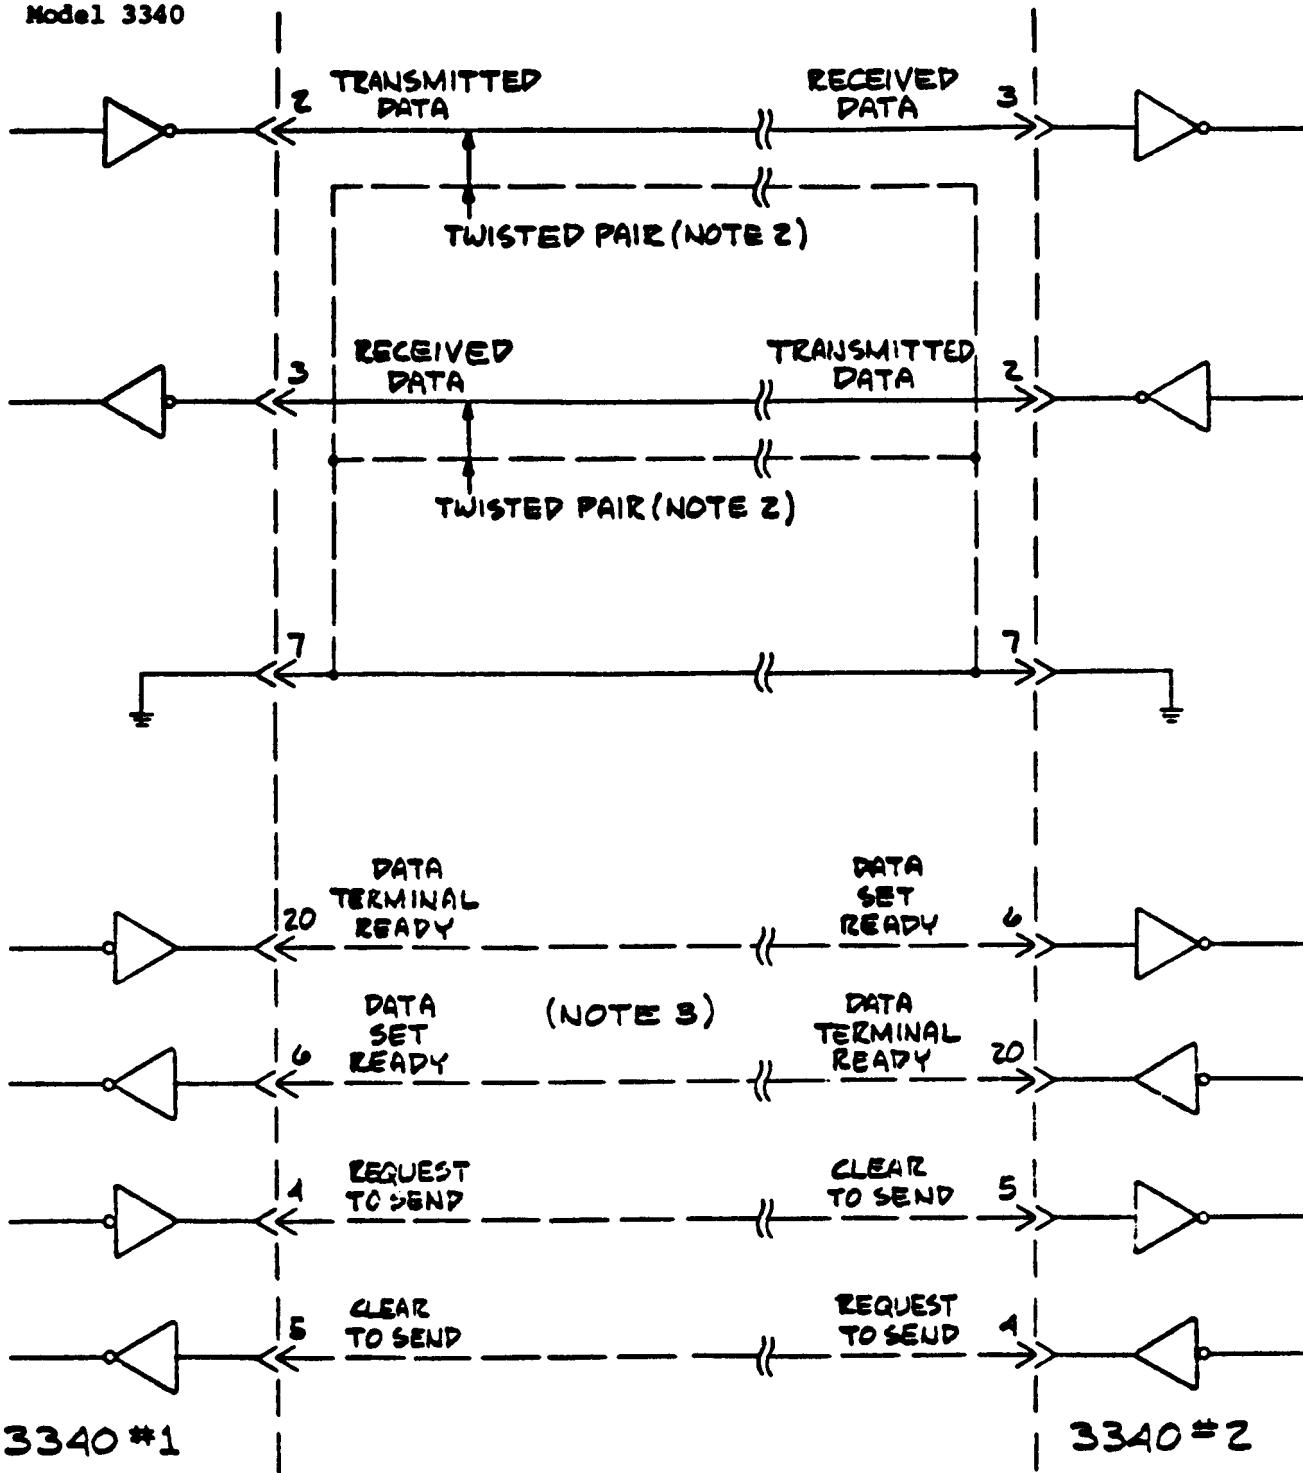 Model 3340
TRANSMITTED
DATA
RECEIVED
DATA
2
3
TWISTED PAIR (NOTE 2)
RECEIVED
DATA
TRANSMITTED
DATA
3
2
TWISTED PAIR (NOTE 2)
7
7
DATA
TERMINAL
READY
DATA
SET
READY
20
6
DATA
SET
READY
(NOTE 3)
DATA
TERMINAL
READY
6
20
REQUEST
TO SEND
CLEAR
TO SEND
4
5
CLEAR
TO SEND
REQUEST
TO SEND
5
4
3340 #1
3340 #2